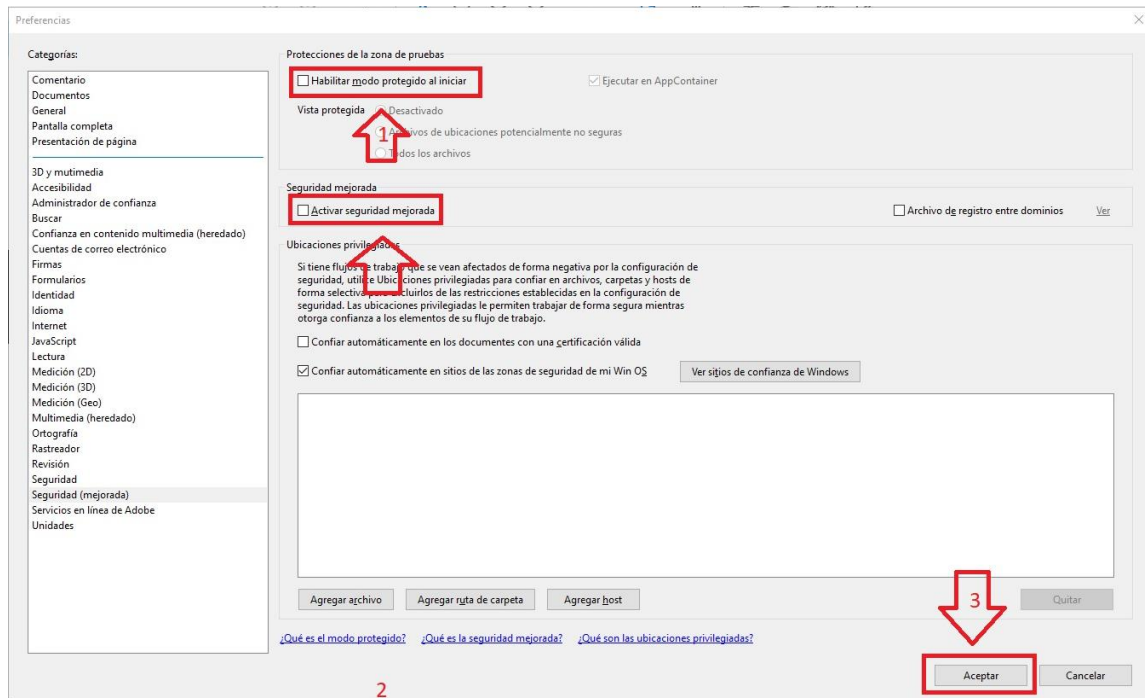 Preferencias
Categorías:
Comentario
Documentos
General
Pantalla completa
Presentación de página
3D y mutimedia
Accesibilidad
Administrador de confianza
Buscar
Confianza en contenido multimedia (heredado)
Cuentas de correo electrónico
Firmas
Formularios
Identidad
Idioma
Internet
JavaScript
Lectura
Medición (2D)
Medición (3D)
Medición (Geo)
Multimedia (heredado)
Ortografía
Rastreador
Revisión
Seguridad
Seguridad (mejorada)
Servicios en línea de Adobe
Unidades
Protecciones de la zona de pruebas
Habilitar modo protegido al iniciar
Ejecutar en AppContainer
Vista protegida
Desactivado
1
Archivos de ubicaciones potencialmente no seguras
Todos los archivos
Seguridad mejorada
Activar seguridad mejorada
Archivo de registro entre dominios
Ver
Ubicaciones privilegiadas
Si tiene flujos de trabajo que se vean afectados de forma negativa por la configuración de
seguridad, utilice Ubicaciones privilegiadas para confiar en archivos, carpetas y hosts de
forma selectiva para excluirlos de las restricciones establecidas en la configuración de
seguridad. Las ubicaciones privilegiadas le permiten trabajar de forma segura mientras
otorga confianza a los elementos de su flujo de trabajo.
Confiar automáticamente en los documentos con una certificación válida
Confiar automáticamente en sitios de las zonas de seguridad de mi Win OS
Ver sitios de confianza de Windows
Agregar archivo
Agregar ruta de carpeta
Agregar host
3
Quitar
¿Qué es el modo protegido?
¿Qué es la seguridad mejorada?
¿Qué son las ubicaciones privilegiadas?
Aceptar
Cancelar
2